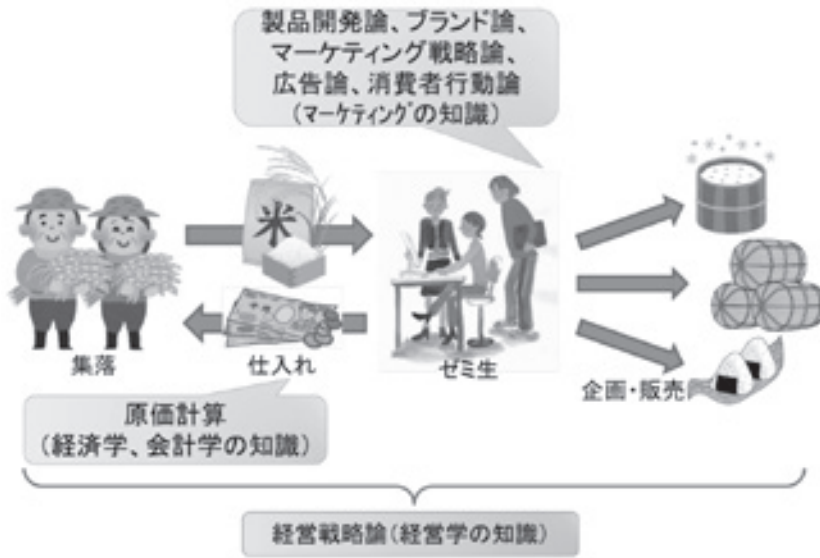 製品開発論、ブランド論、
マーケティング戦略論、
広告論、消費者行動論
(マーケティングの知識)
米
集落
仕入れ
ゼミ生
企画・販売
原価計算
(経済学、会計学の知識)
経営戦略論(経営学の知識)